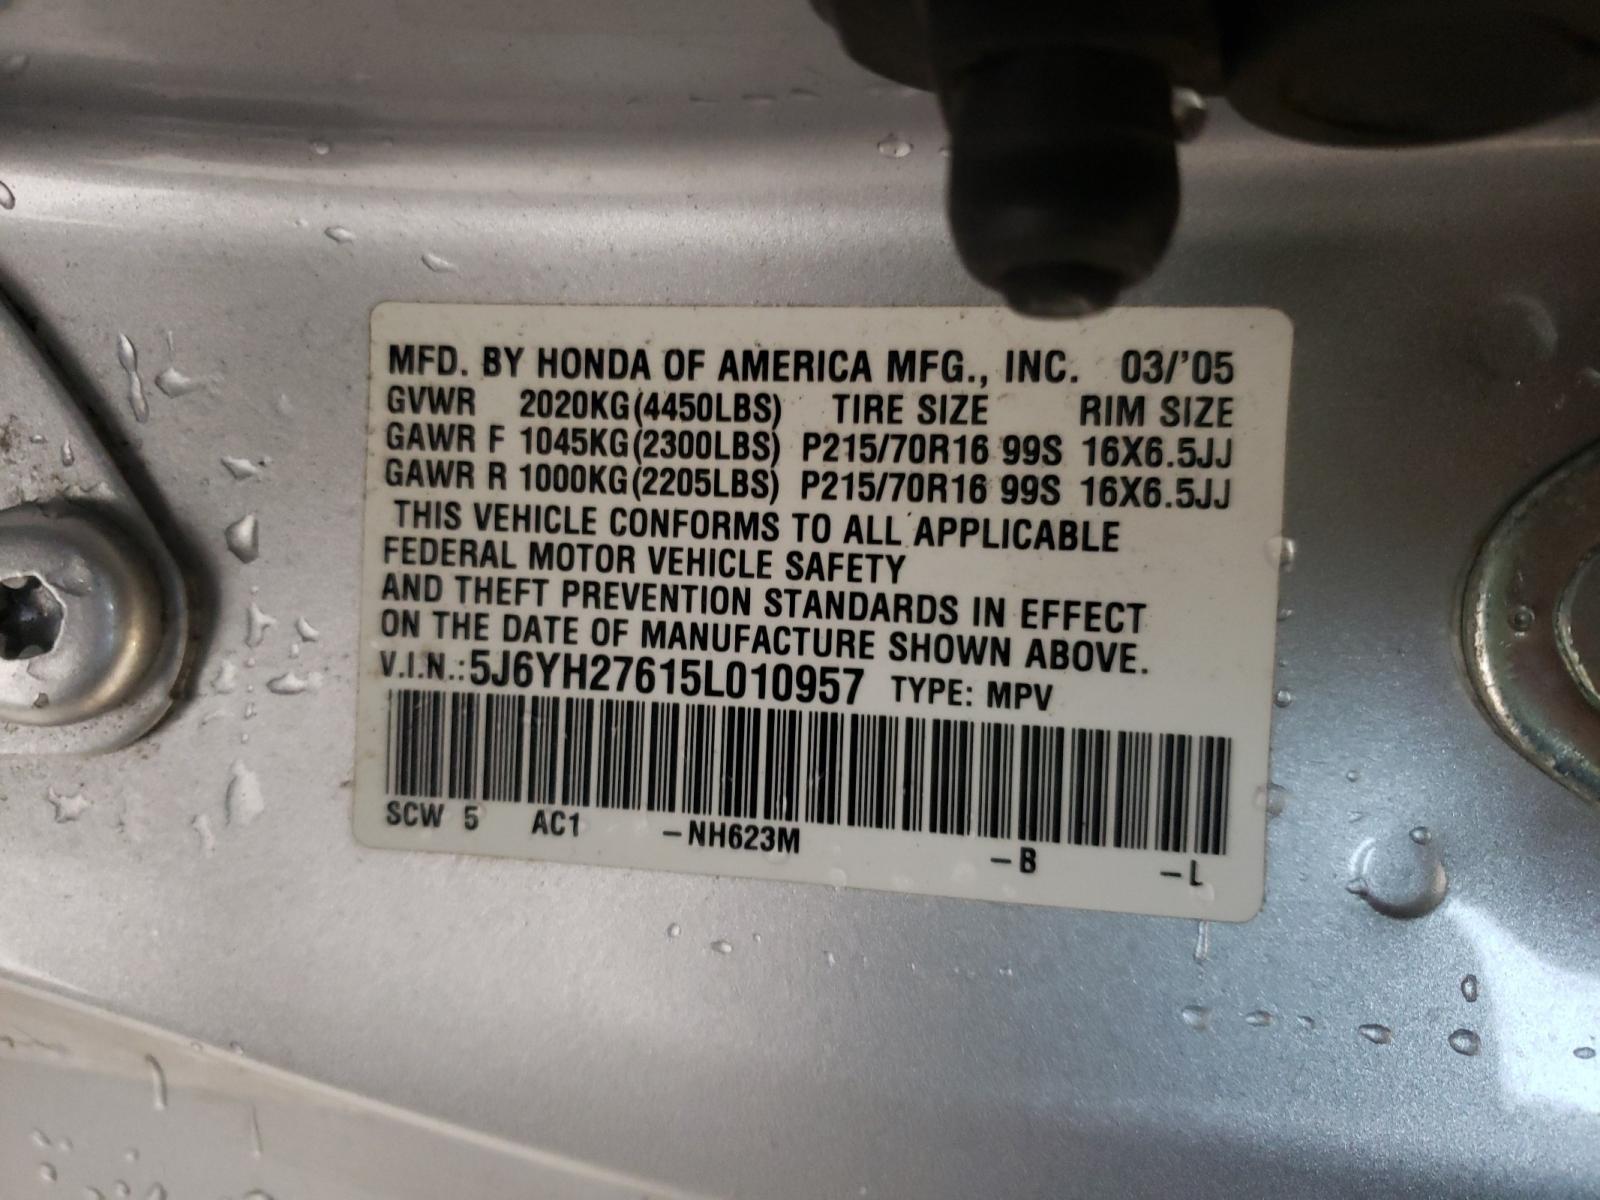 MFD. BY HONDA OF AMERICA MFG., INC. 03/'05
GVWR 2020KG(4450LBS) TIRE SIZE RIM SIZE
GAWR F 1045KG(2300LBS) P215/70R16 99S 16X6.5JJ
GAWR R 1000KG(2205LBS) P215/70R16 99S 16X6.5JJ
THIS VEHICLE CONFORMS TO ALL APPLICABLE
FEDERAL MOTOR VEHICLE SAFETY
AND THEFT PREVENTION STANDARDS IN EFFECT
ON THE DATE OF MANUFACTURE SHOWN ABOVE.
V.I.N.: 5J6YH27615L010957 TYPE: MPV
SCW 5 AC1 –NH623M –B –L